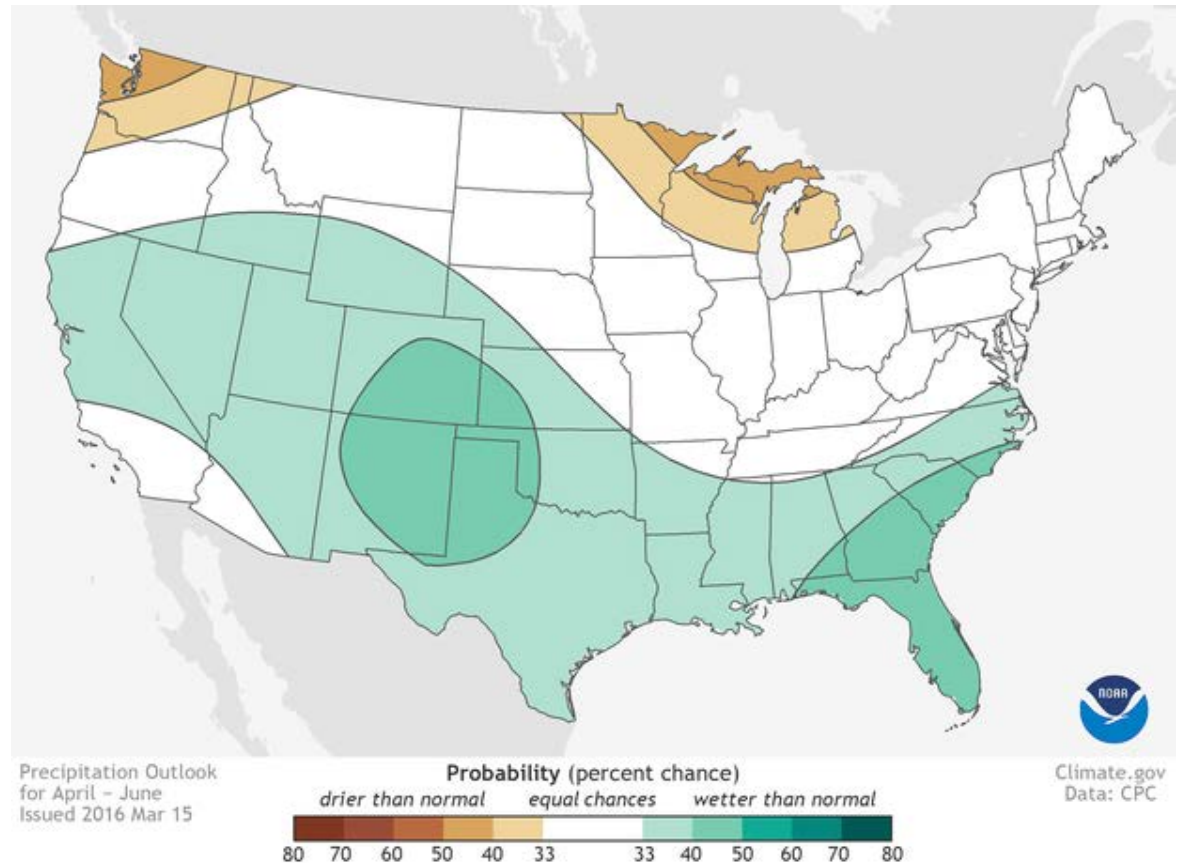 NOAA
Precipitation Outlook
for April – June
Issued 2016 Mar 15
Probability (percent chance)
drier than normal equal chances wetter than normal
80 70 60 50 40 33 33 40 50 60 70 80
Climate.gov
Data: CPC